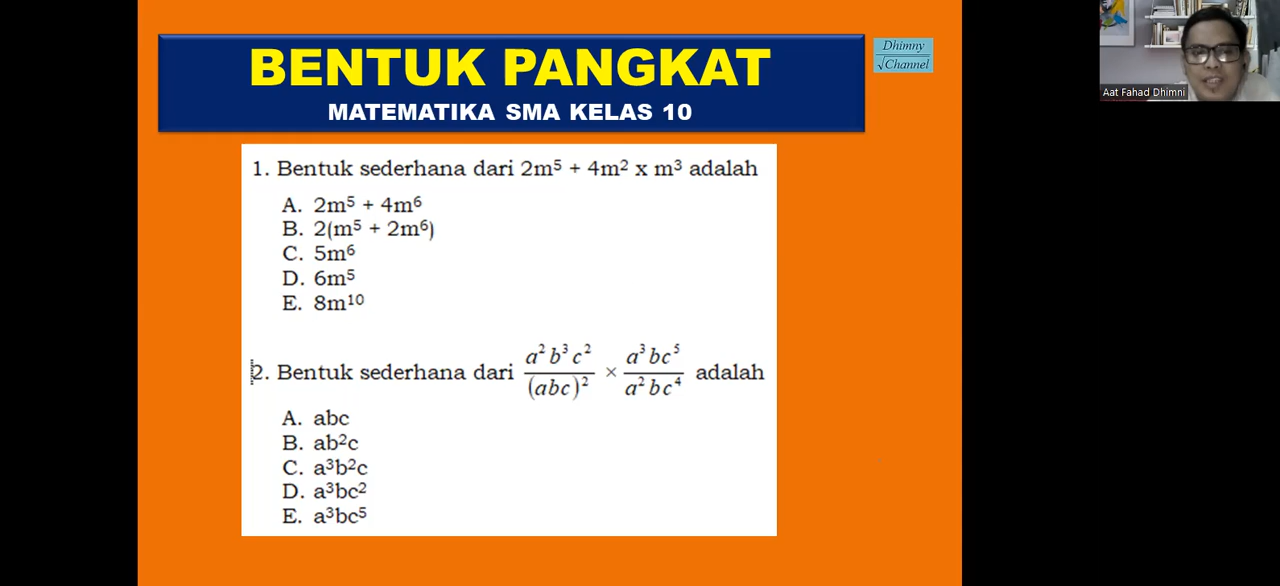 BENTUK PANGKAT
MATEMATIKA SMA KELAS 10
Dhimny
√Channel
Aat Fahad Dhimni
1. Bentuk sederhana dari 2m⁵ + 4m² x m³ adalah
A. 2m⁵ + 4m⁶
B. 2(m⁵ + 2m⁶)
C. 5m⁶
D. 6m⁵
E. 8m¹⁰
2. Bentuk sederhana dari \frac{a²b³c²}{(abc)²} × \frac{a³bc⁵}{a²bc⁴} adalah
A. abc
B. ab²c
C. a³b²c
D. a³bc²
E. a³bc⁵